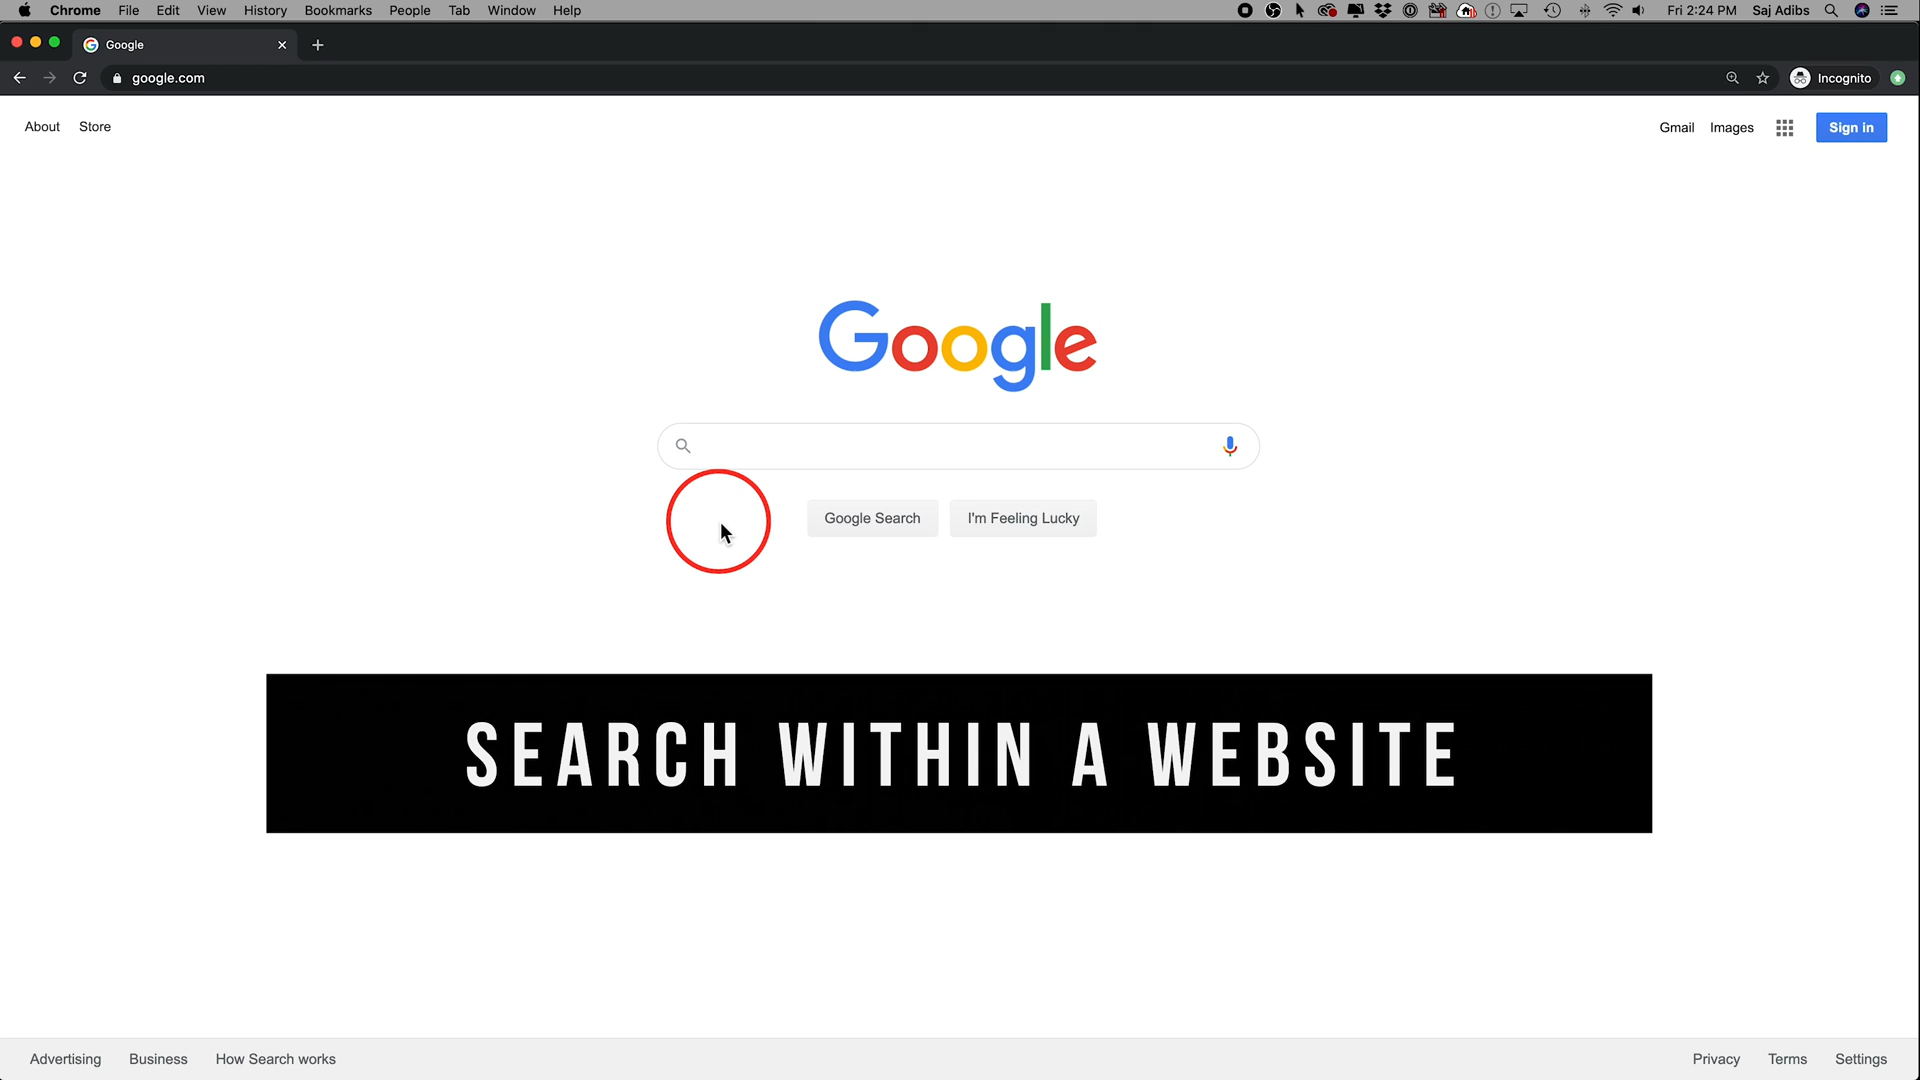 Chrome File Edit View History Bookmarks People Tab Window Help Fri 2:24 PM Saj Adibs
Google
google.com Incognito
About Store Gmail Images Sign in
Google
Google Search I'm Feeling Lucky
SEARCH WITHIN A WEBSITE
Advertising Business How Search works Privacy Terms Settings